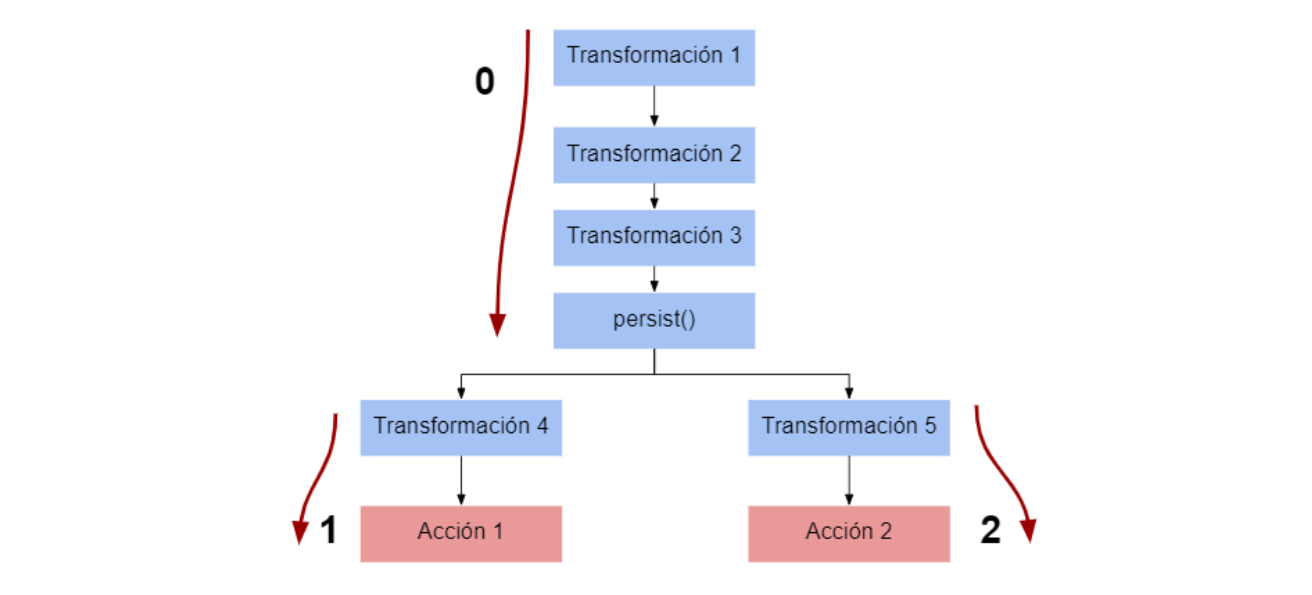 0
Transformación 1
Transformación 2
Transformación 3
persist()
Transformación 4
Transformación 5
1
Acción 1
Acción 2
2